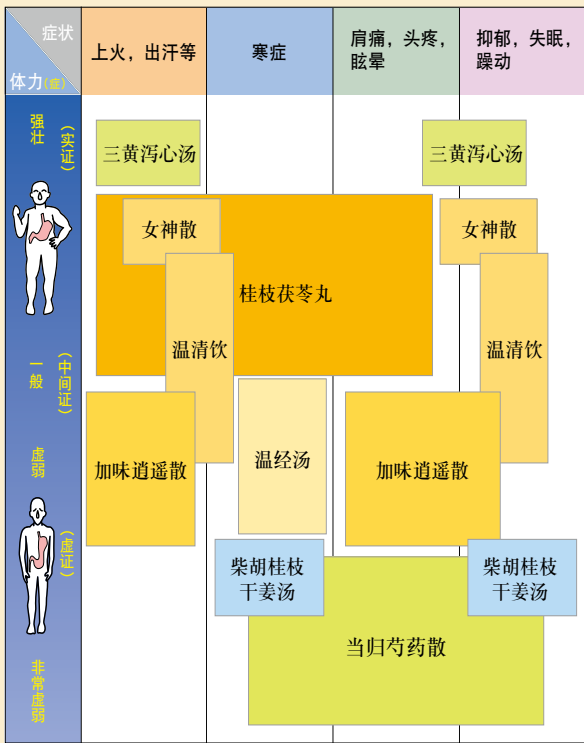 症状
体力(症)
上火，出汗等
寒症
肩痛，头疼，
眩晕
抑郁，失眠，
躁动
强壮
（实证）
一般
（中间证）
虚弱
（虚证）
非常虚弱
三黄泻心汤
三黄泻心汤
女神散
女神散
桂枝茯苓丸
温清饮
温清饮
加味逍遥散
温经汤
加味逍遥散
柴胡桂枝
干姜汤
柴胡桂枝
干姜汤
当归芍药散